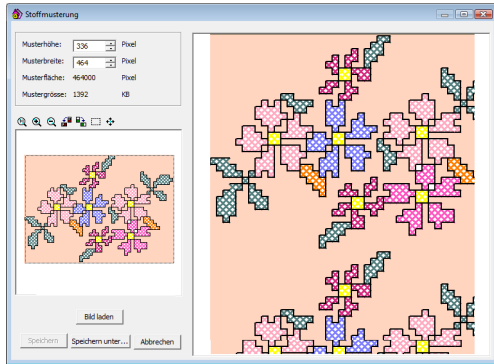 Stoffmusterung
Musterhöhe: 336 Pixel
Musterbreite: 464 Pixel
Musterfläche: 464000 Pixel
Mustergrösse: 1392 KB
Bild laden
Speichern Speichern unter... Abbrechen